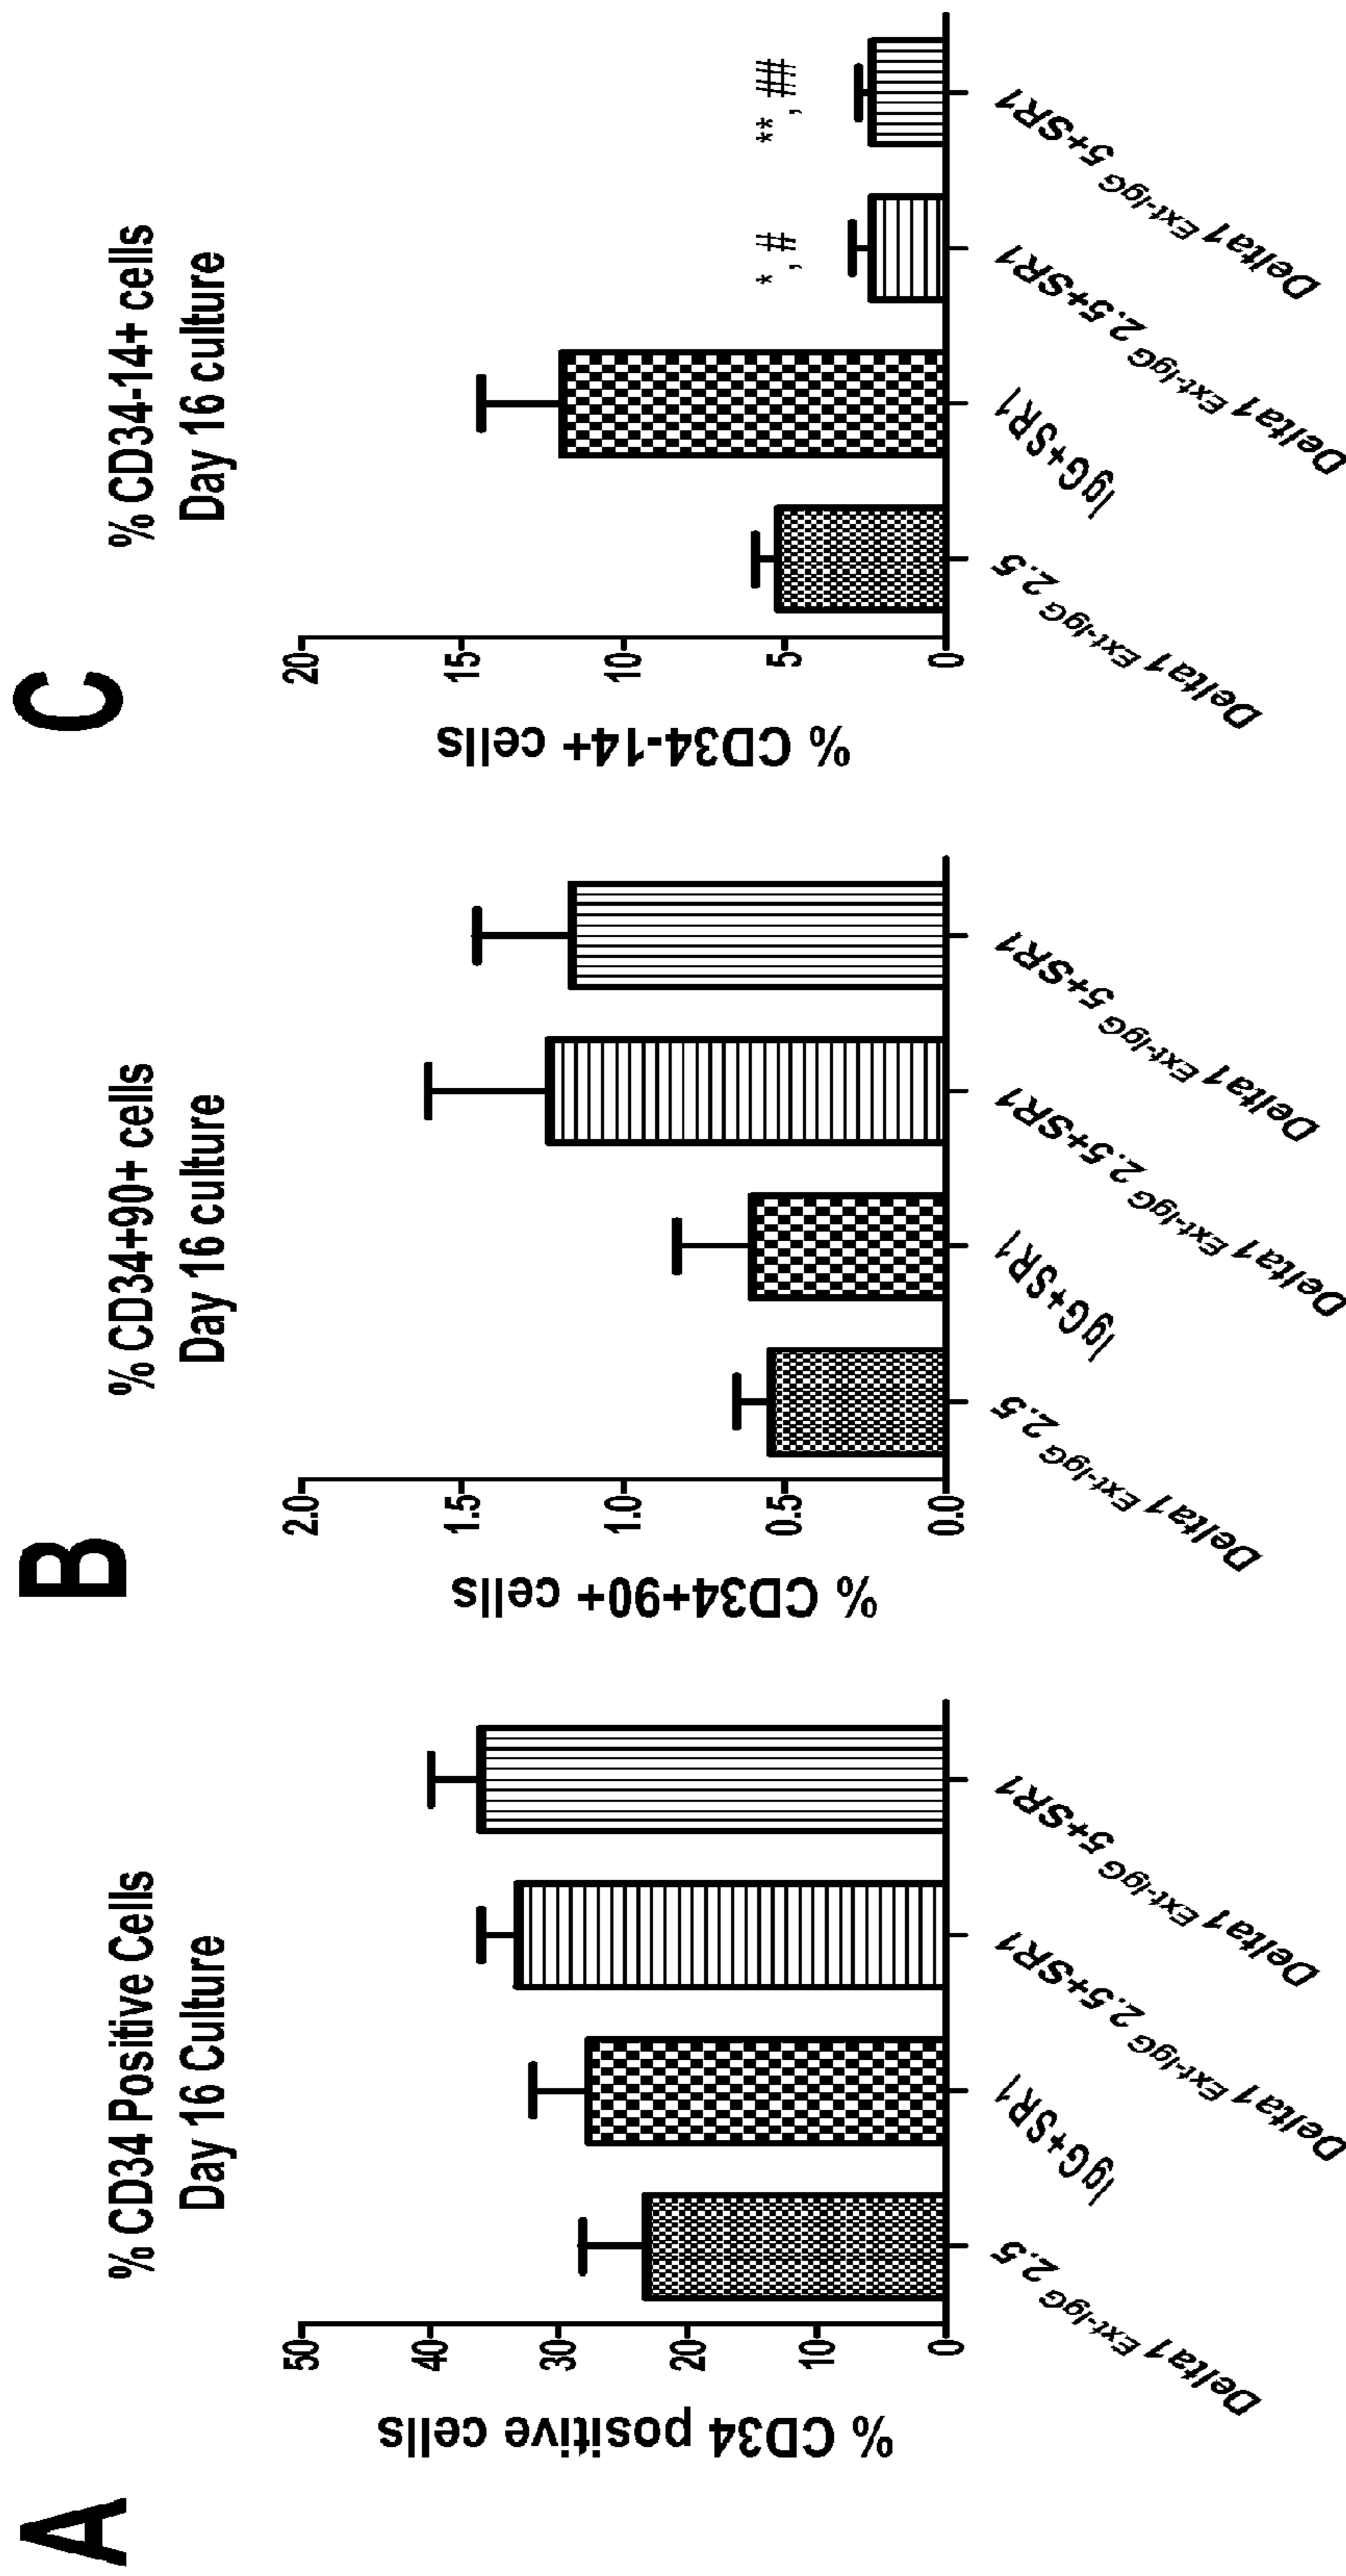 A
% CD34 Positive Cells
Day 16 Culture
% CD34 positive cells
50
40
30
20
10
0
Delta1 Ext-IgG 2.5
IgG+SR1
Delta1 Ext-IgG 2.5+SR1
Delta1 Ext-IgG 5+SR1
B
% CD34+90+ cells
Day 16 culture
% CD34+90+ cells
2.0
1.5
1.0
0.5
0.0
Delta1 Ext-IgG 2.5
IgG+SR1
Delta1 Ext-IgG 2.5+SR1
Delta1 Ext-IgG 5+SR1
C
% CD34-14+ cells
Day 16 culture
% CD34-14+ cells
20
15
10
5
0
*,#
**,##
Delta1 Ext-IgG 2.5
IgG+SR1
Delta1 Ext-IgG 2.5+SR1
Delta1 Ext-IgG 5+SR1